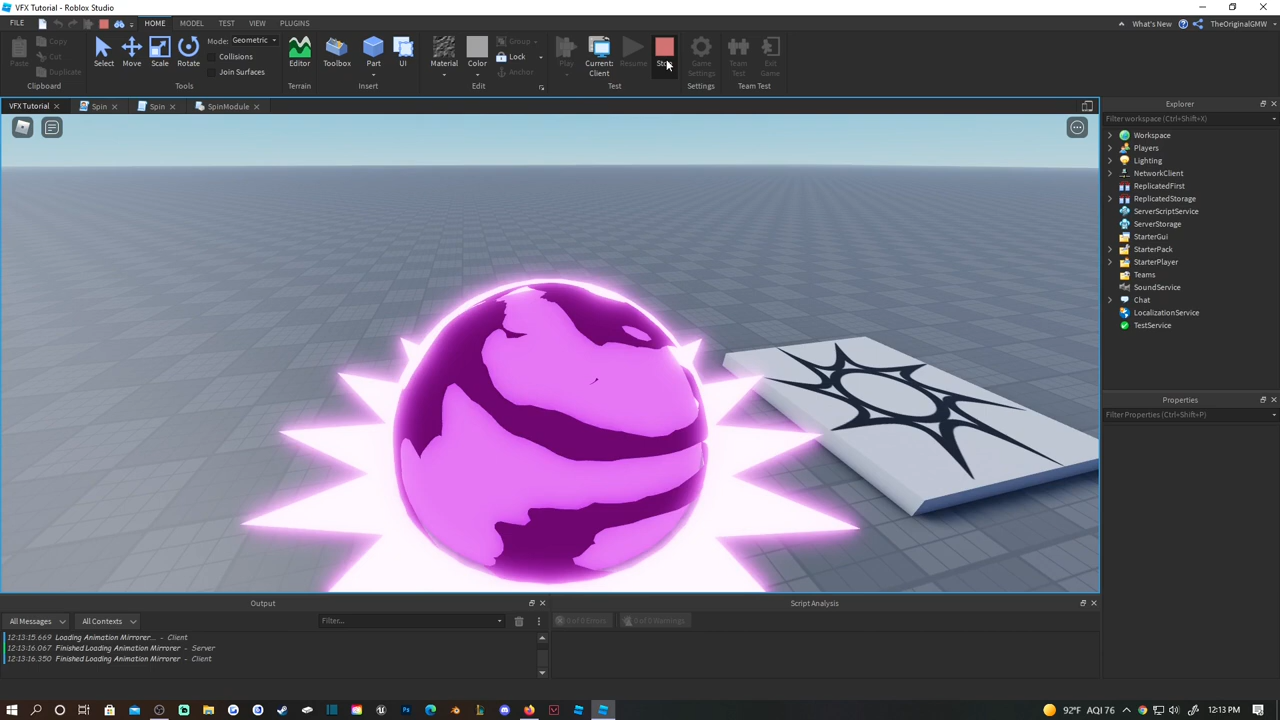 VFX Tutorial - Roblox Studio
FILE HOME MODEL TEST VIEW PLUGINS What's New TheOriginalGMW
Paste Copy Cut Duplicate Select Move Scale Rotate Mode: Geometric Collisions Join Surfaces Editor Toolbox Part UI Material Color Group Lock Anchor Play Current: Client Resume Stop Game Settings Team Test Exit Game
Clipboard Tools Terrain Insert Edit Test Settings Team Test
VFX Tutorial Spin Spin SpinModule
Explorer
Filter workspace (Ctrl+Shift+X)
Workspace
Players
Lighting
NetworkClient
ReplicatedFirst
ReplicatedStorage
ServerScriptService
ServerStorage
StarterGui
StarterPack
StarterPlayer
Teams
SoundService
Chat
LocalizationService
TestService
Properties
Filter Properties (Ctrl+Shift+P)
Output Script Analysis
All Messages All Contexts Filter... 0 of 0 Errors 0 of 0 Warnings
12:13:15.669 Loading Animation Mirrorer... - Client
12:13:16.067 Finished Loading Animation Mirrorer - Server
12:13:16.350 Finished Loading Animation Mirrorer - Client
92°F AQI 76 12:13 PM